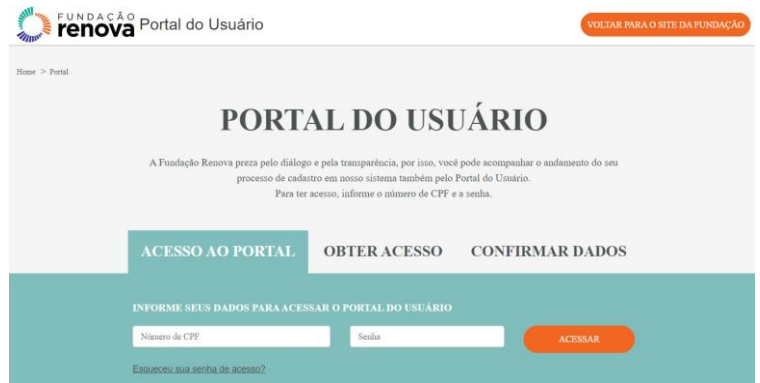 FUNDAÇÃO
renova Portal do Usuário
VOLTAR PARA O SITE DA FUNDAÇÃO
Home > Portal
PORTAL DO USUÁRIO
A Fundação Renova preza pelo diálogo e pela transparência, por isso, você pode acompanhar o andamento do seu
processo de cadastro em nosso sistema também pelo Portal do Usuário.
Para ter acesso, informe o número de CPF e a senha.
ACESSO AO PORTAL OBTER ACESSO CONFIRMAR DADOS
INFORME SEUS DADOS PARA ACESSAR O PORTAL DO USUÁRIO
Número de CPF Senha ACESSAR
Esqueceu sua senha de acesso?